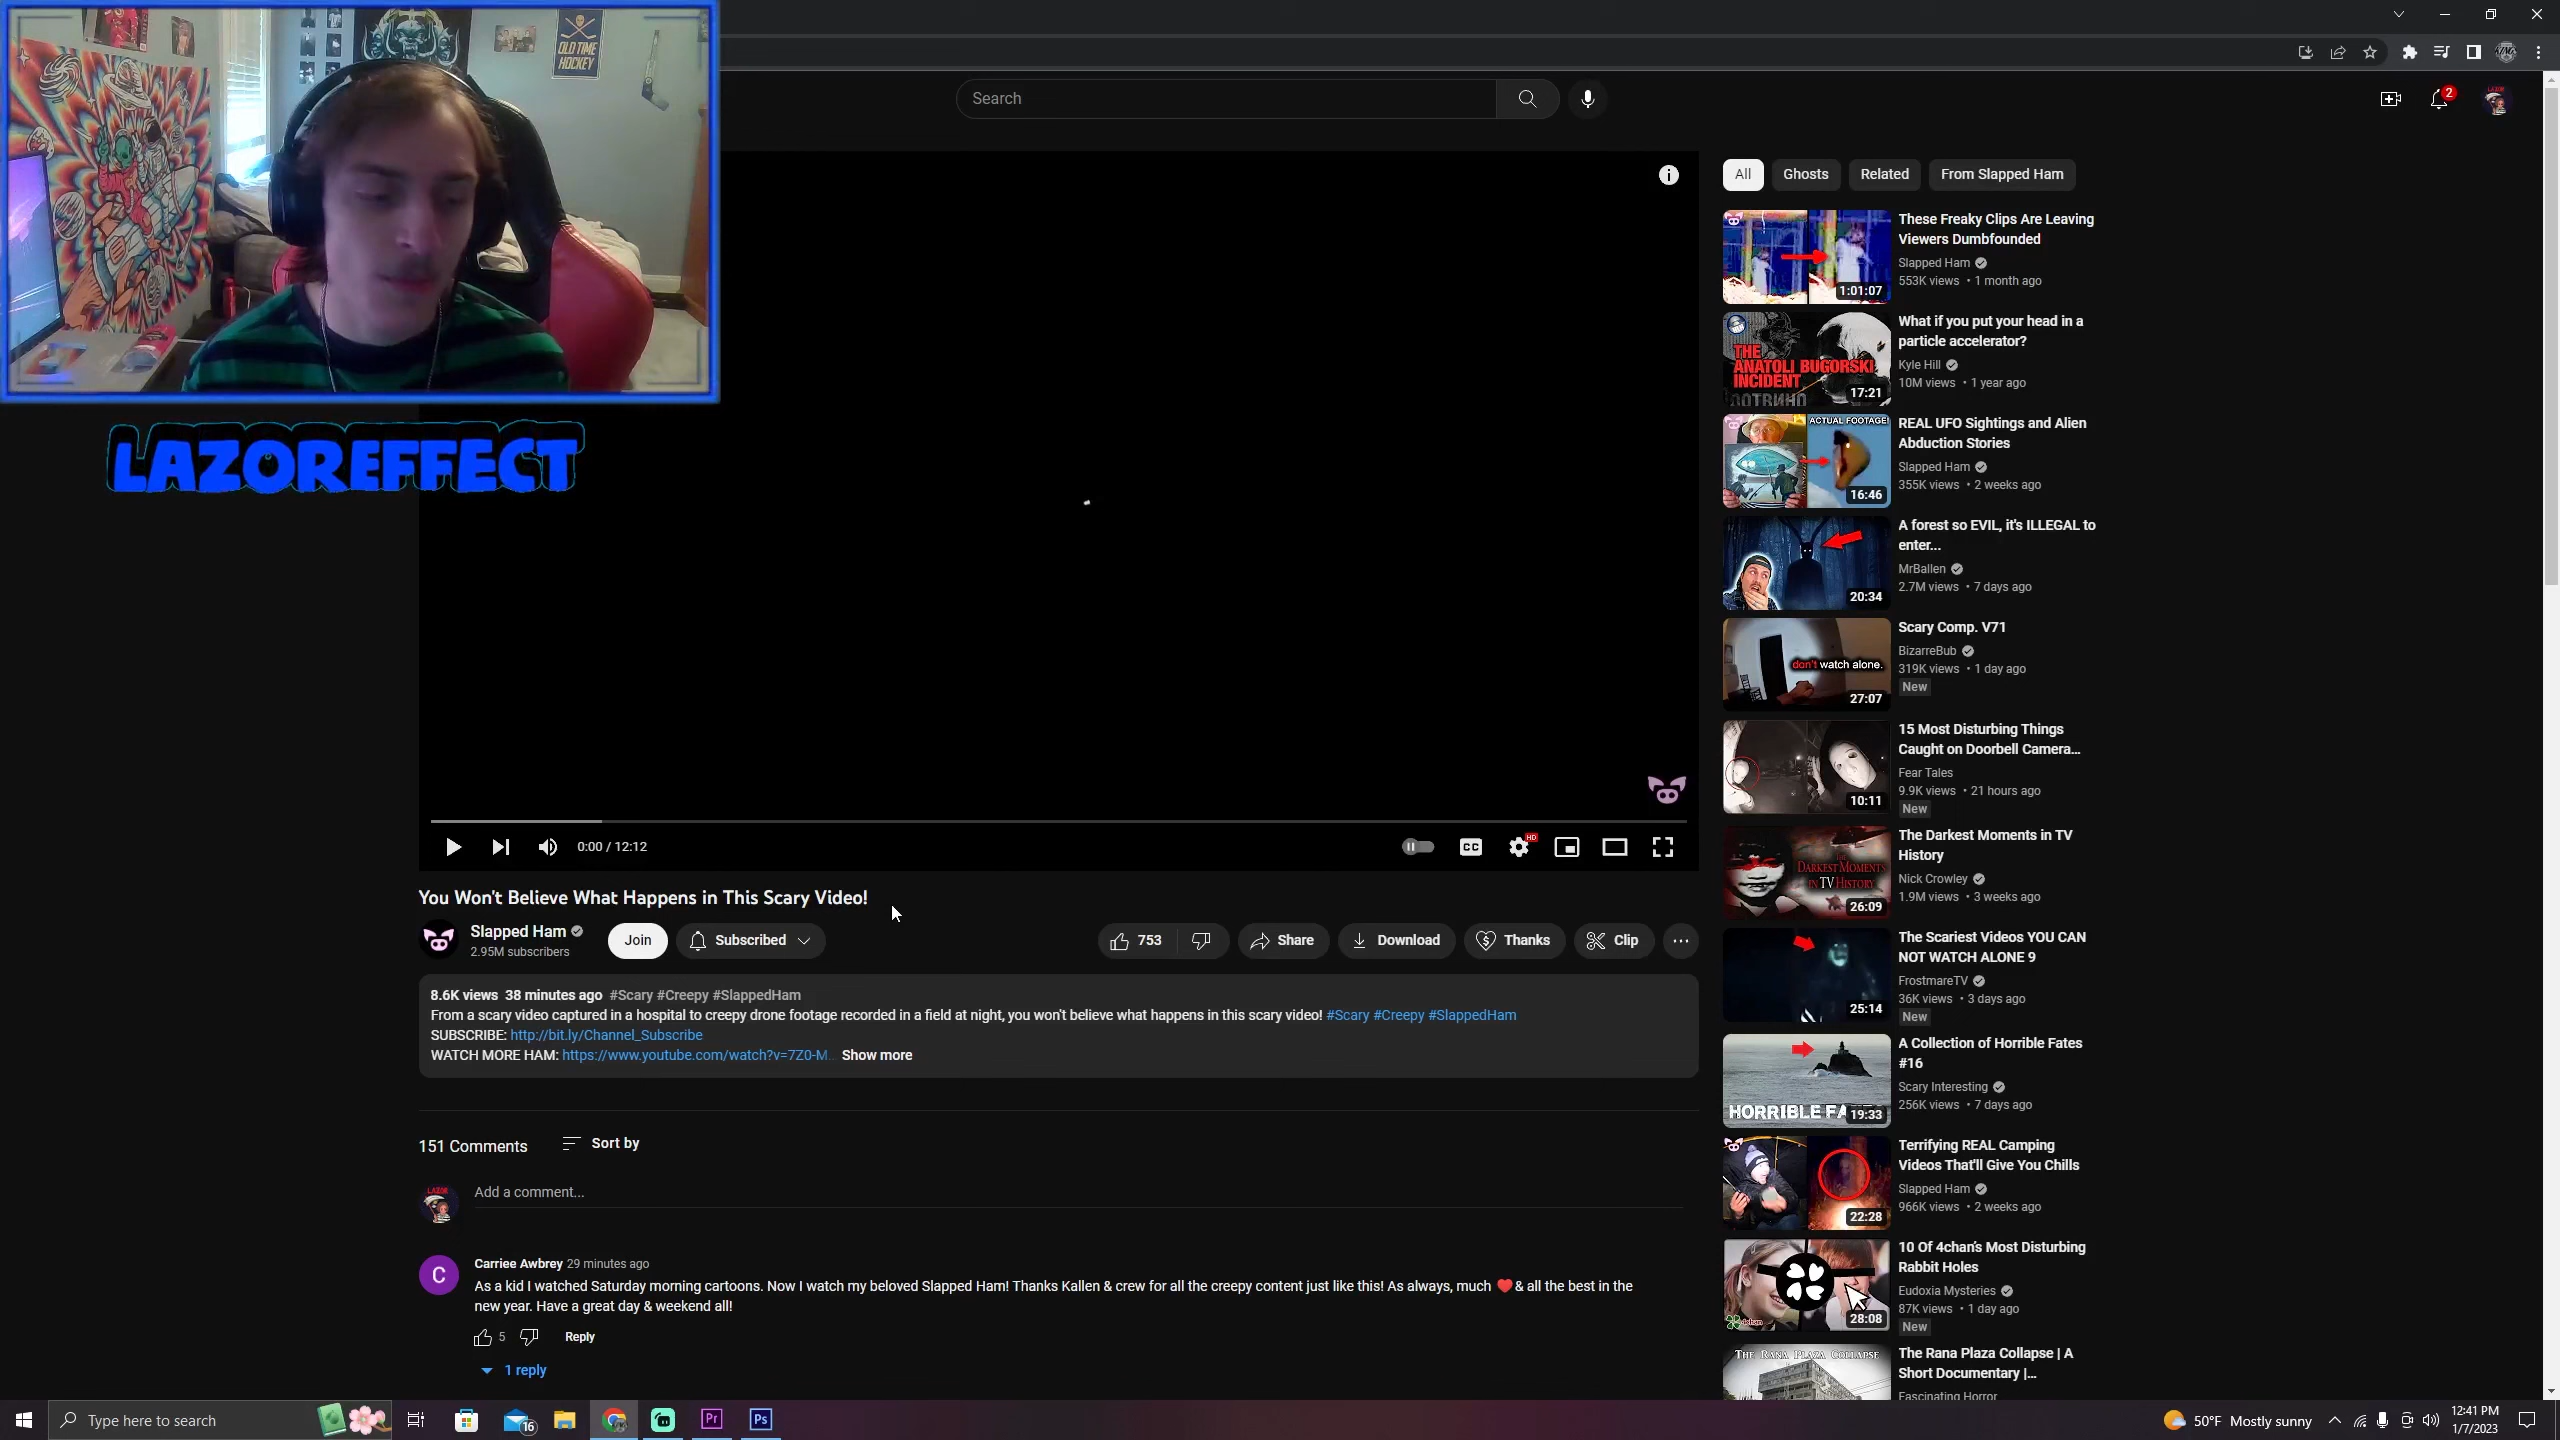 OLD TIME
HOCKEY
LAZOREFFECT
Search
2
All
Ghosts
Related
From Slapped Ham
1:01:07
These Freaky Clips Are Leaving
Viewers Dumbfounded
Slapped Ham
553K views • 1 month ago
THE
ANATOLI BUGORSKI
INCIDENT
17:21
What if you put your head in a
particle accelerator?
Kyle Hill
10M views • 1 year ago
ACTUAL FOOTAGE
16:46
REAL UFO Sightings and Alien
Abduction Stories
Slapped Ham
355K views • 2 weeks ago
20:34
A forest so EVIL, it's ILLEGAL to
enter...
MrBallen
2.7M views • 7 days ago
don't watch alone.
27:07
Scary Comp. V71
BizarreBub
319K views • 1 day ago
New
10:11
15 Most Disturbing Things
Caught on Doorbell Camera...
Fear Tales
9.9K views • 21 hours ago
New
THE
DARKEST MOMENTS
IN TV HISTORY
26:09
The Darkest Moments in TV
History
Nick Crowley
1.9M views • 3 weeks ago
25:14
The Scariest Videos YOU CAN
NOT WATCH ALONE 9
FrostmareTV
36K views • 3 days ago
New
HORRIBLE FA
19:33
A Collection of Horrible Fates
#16
Scary Interesting
256K views • 7 days ago
22:28
Terrifying REAL Camping
Videos That'll Give You Chills
Slapped Ham
966K views • 2 weeks ago
28:08
10 Of 4chan's Most Disturbing
Rabbit Holes
Eudoxia Mysteries
87K views • 1 day ago
New
THE RANA PLAZA COLLAPSE
The Rana Plaza Collapse | A
Short Documentary |...
Fascinating Horror
0:00 / 12:12
CC
HD
You Won't Believe What Happens in This Scary Video!
Slapped Ham
2.95M subscribers
Join
Subscribed
753
Share
Download
Thanks
Clip
8.6K views 38 minutes ago #Scary #Creepy #SlappedHam
From a scary video captured in a hospital to creepy drone footage recorded in a field at night, you won't believe what happens in this scary video! #Scary #Creepy #SlappedHam
SUBSCRIBE: http://bit.ly/Channel_Subscribe
WATCH MORE HAM: https://www.youtube.com/watch?v=7Z0-M... Show more
151 Comments
Sort by
LAZOR
Add a comment...
C
Carriee Awbrey 29 minutes ago
As a kid I watched Saturday morning cartoons. Now I watch my beloved Slapped Ham! Thanks Kallen & crew for all the creepy content just like this! As always, much ❤️& all the best in the
new year. Have a great day & weekend all!
5
Reply
1 reply
Type here to search
16
Pr
Ps
50°F Mostly sunny
12:41 PM
1/7/2023